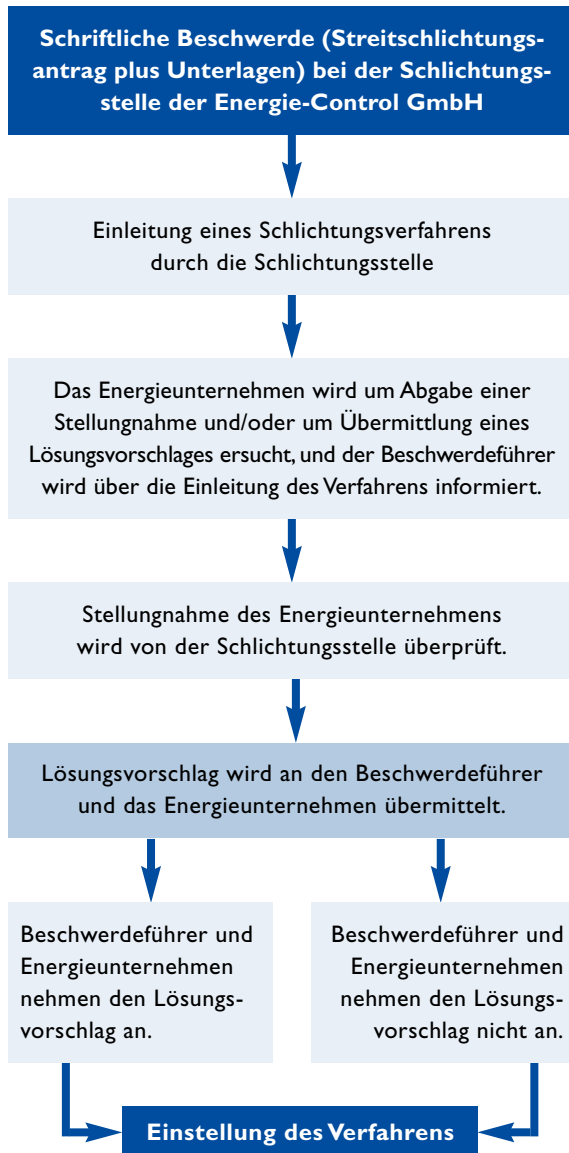 Schriftliche Beschwerde (Streitschlichtungs-
antrag plus Unterlagen) bei der Schlichtungs-
stelle der Energie-Control GmbH
Einleitung eines Schlichtungsverfahrens
durch die Schlichtungsstelle
Das Energieunternehmen wird um Abgabe einer
Stellungnahme und/oder um Übermittlung eines
Lösungsvorschlages ersucht, und der Beschwerdeführer
wird über die Einleitung des Verfahrens informiert.
Stellungnahme des Energieunternehmens
wird von der Schlichtungsstelle überprüft.
Lösungsvorschlag wird an den Beschwerdeführer
und das Energieunternehmen übermittelt.
Beschwerdeführer und
Energieunternehmen
nehmen den Lösungs-
vorschlag an.
Beschwerdeführer und
Energieunternehmen
nehmen den Lösungs-
vorschlag nicht an.
Einstellung des Verfahrens